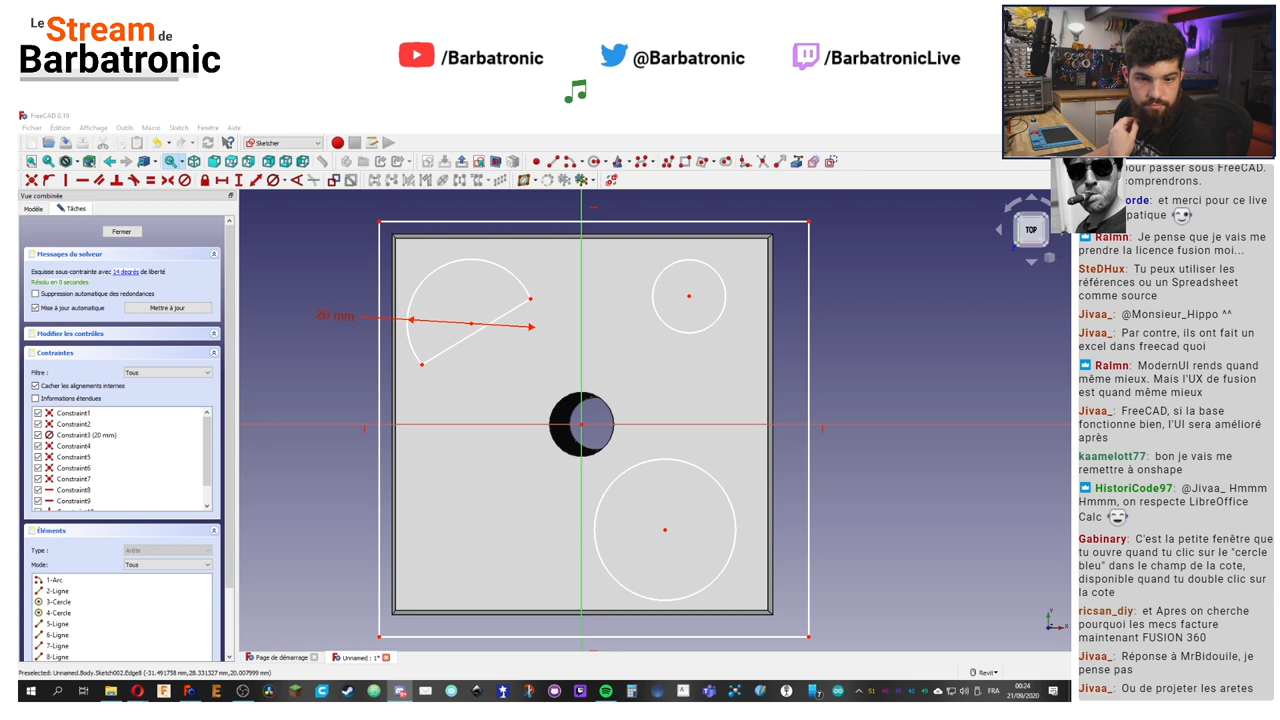 Le
Stream de
Barbatronic
/Barbatronic
@Barbatronic
/BarbatronicLive
FreeCAD 0.19
Fichier Édition Affichage Outils Macro Sketch Fenêtre Aide
Sketcher
Vue combinée
Modèle Tâches
Fermer
Messages du solveur
Esquisse sous-contrainte avec 14 degrés de liberté
Résolu en 0 secondes
Suppression automatique des redondances
Mise à jour automatique Mettre à jour
Modifier les contrôles
Contraintes
Filtre : Tous
Cacher les alignements internes
Informations étendues
Constraint1
Constraint2
Constraint3 (20 mm)
Constraint4
Constraint5
Constraint6
Constraint7
Constraint8
Constraint9
Éléments
Type : Arête
Mode: Tous
1-Arc
2-Ligne
3-Cercle
4-Cercle
5-Ligne
6-Ligne
7-Ligne
8-Ligne
20 mm
TOP
Y
X
Page de démarrage
Unnamed : 1*
Preselected: Unnamed.Body.Sketch002.Edge8 (-31.491758 mm,28.331327 mm,20.007999 mm)
Revit
FRA
00:24
21/09/2020
pour passer sous FreeCAD.
comprendrons.
orde: et merci pour ce live
patique
Ralmn: Je pense que je vais me
prendre la licence fusion moi...
SteDHux: Tu peux utiliser les
références ou un Spreadsheet
comme source
Jivaa_: @Monsieur_Hippo ^^
Jivaa_: Par contre, ils ont fait un
excel dans freecad quoi
Ralmn: ModernUI rends quand
même mieux. Mais l'UX de fusion
est quand même mieux
Jivaa_: FreeCAD, si la base
fonctionne bien, l'UI sera amélioré
après
kaamelott77: bon je vais me
remettre à onshape
HistoriCode97: @Jivaa_ Hmmm
Hmmm, on respecte LibreOffice
Calc
Gabinary: C'est la petite fenêtre que
tu ouvre quand tu clic sur le "cercle
bleu" dans le champ de la cote,
disponible quand tu double clic sur
la cote
ricsan_diy: et Apres on cherche
pourquoi les mecs facture
maintenant FUSION 360
Jivaa_: Réponse à MrBidouile, je
pense pas
Jivaa_: Ou de projeter les aretes